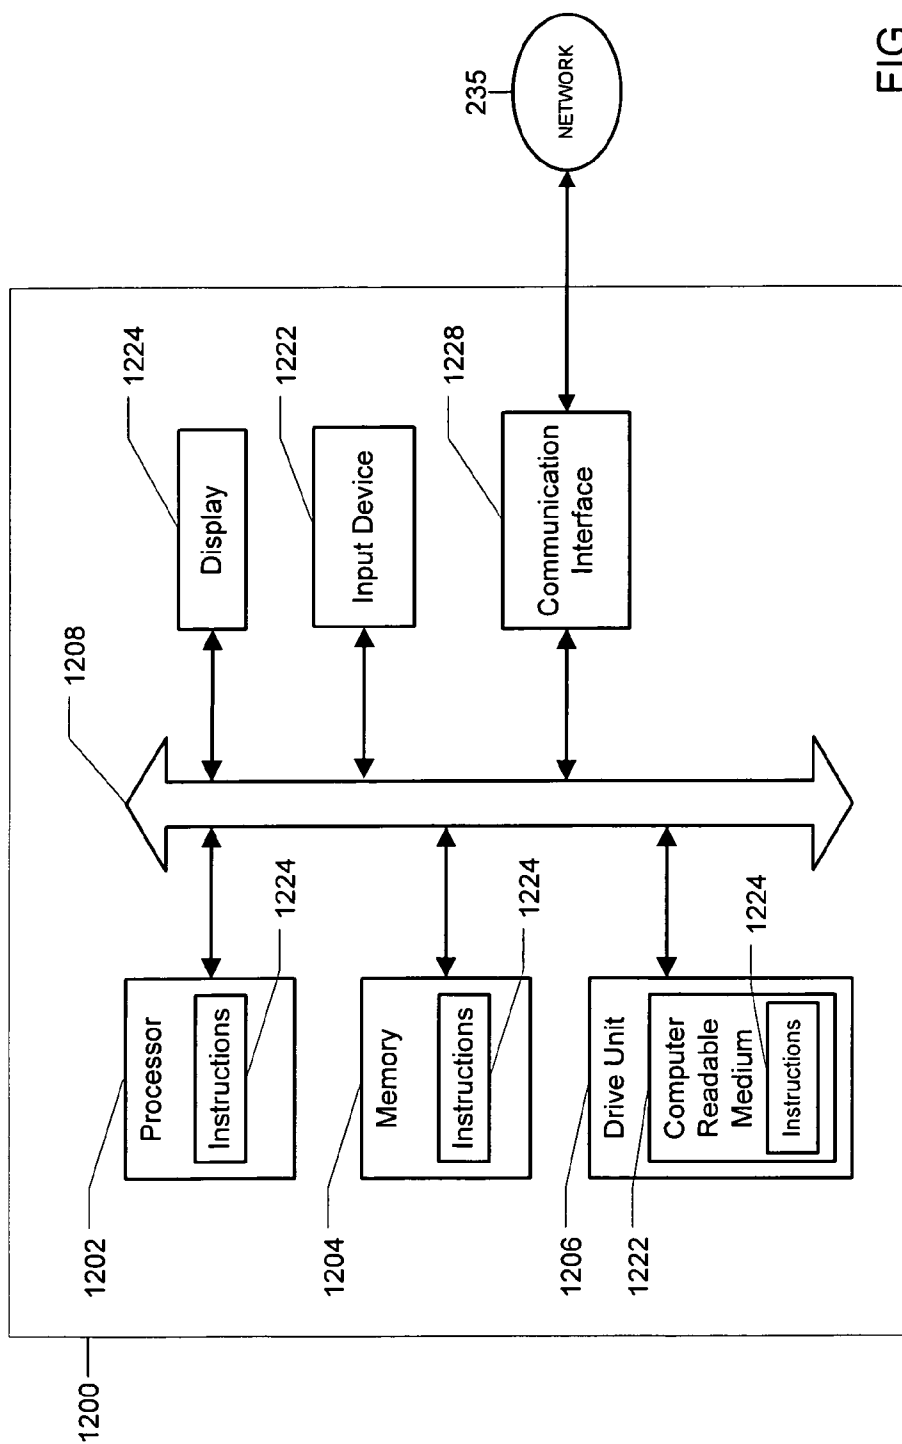 1200
1202
Processor
Instructions
1224
1204
Memory
Instructions
1224
1206
1222
Drive Unit
Computer
Readable
Medium
Instructions
1224
1208
Display
1224
Input Device
1222
Communication
Interface
1228
235
NETWORK
FIG